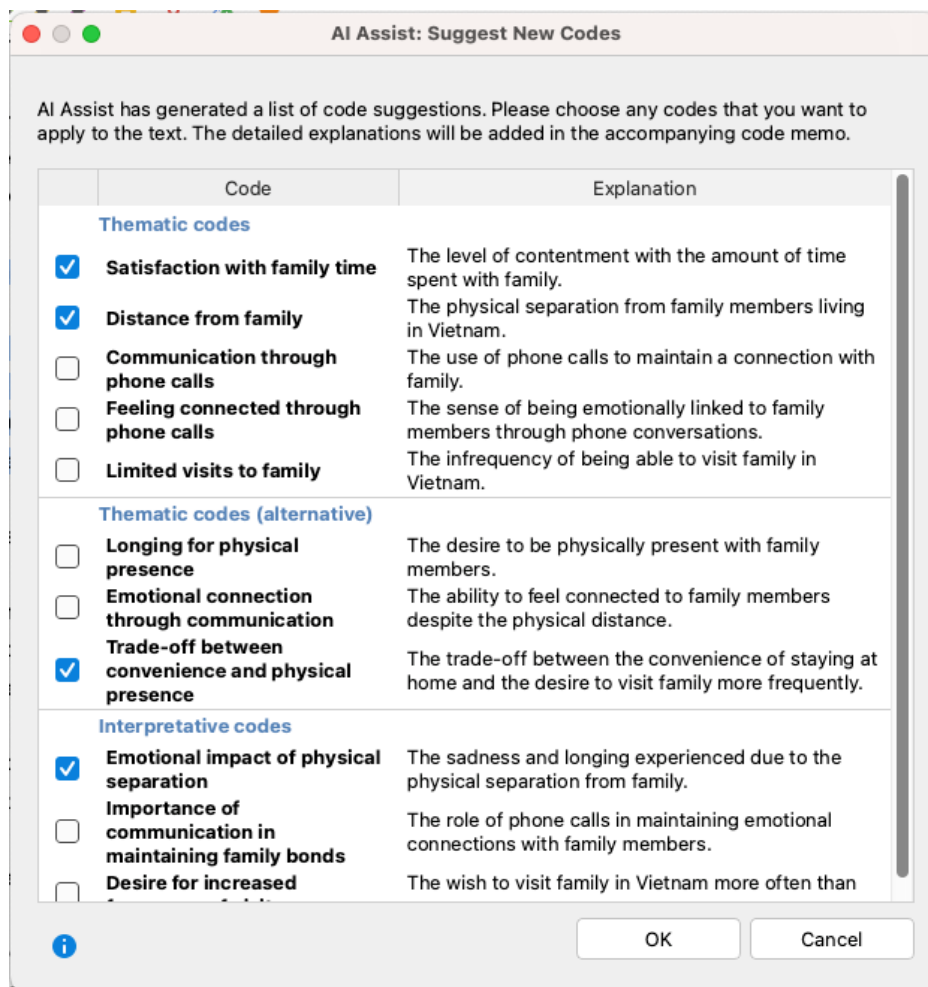 AI Assist: Suggest New Codes
AI Assist has generated a list of code suggestions. Please choose any codes that you want to
apply to the text. The detailed explanations will be added in the accompanying code memo.
Code
Explanation
Thematic codes
Satisfaction with family time
The level of contentment with the amount of time
spent with family.
Distance from family
The physical separation from family members living
in Vietnam.
Communication through
phone calls
The use of phone calls to maintain a connection with
family.
Feeling connected through
phone calls
The sense of being emotionally linked to family
members through phone conversations.
Limited visits to family
The infrequency of being able to visit family in
Vietnam.
Thematic codes (alternative)
Longing for physical
presence
The desire to be physically present with family
members.
Emotional connection
through communication
The ability to feel connected to family members
despite the physical distance.
Trade-off between
convenience and physical
presence
The trade-off between the convenience of staying at
home and the desire to visit family more frequently.
Interpretative codes
Emotional impact of physical
separation
The sadness and longing experienced due to the
physical separation from family.
Importance of
communication in
maintaining family bonds
The role of phone calls in maintaining emotional
connections with family members.
Desire for increased
The wish to visit family in Vietnam more often than
OK
Cancel